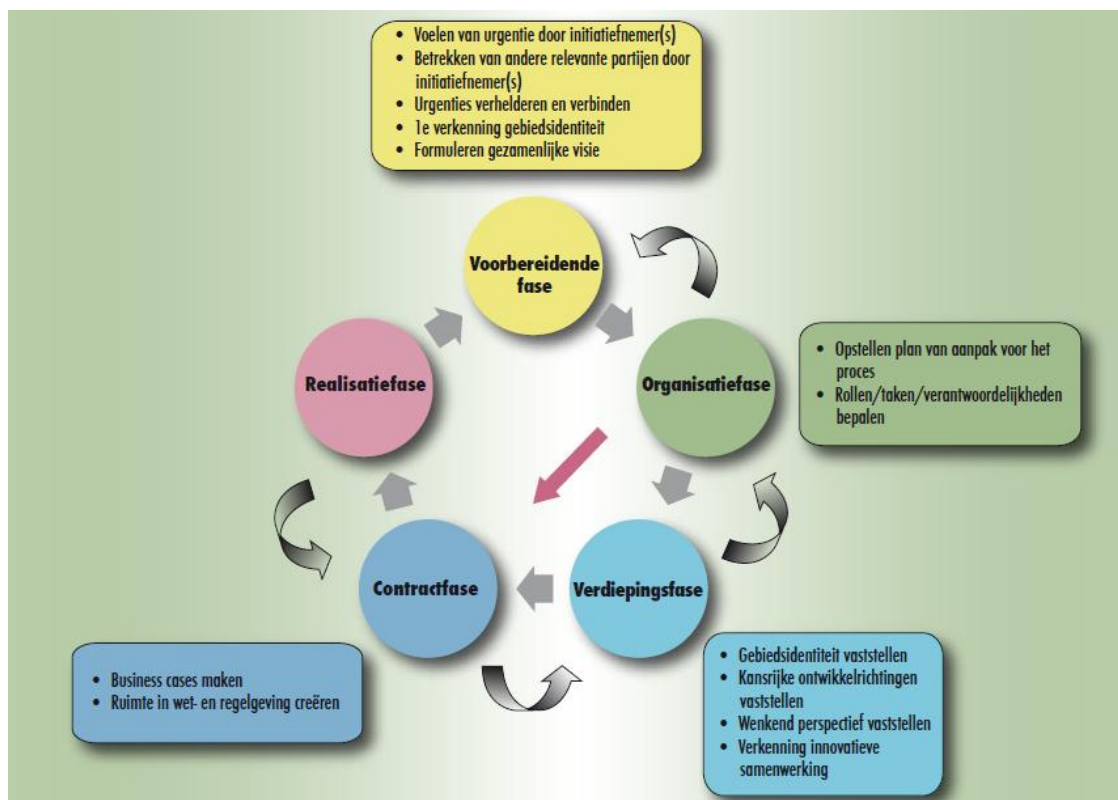 • Voelen van urgentie door initiatiefnemer(s)
• Betrekken van andere relevante partijen door
initiatiefnemer(s)
• Urgenties verhelderen en verbinden
• 1e verkenning gebiedsidentiteit
• Formuleren gezamenlijke visie
Voorbereidende
fase
Realisatiefase
Organisatiefase
• Opstellen plan van aanpak voor het
proces
• Rollen/taken/verantwoordelijkheden
bepalen
Contractfase
Verdiepingsfase
• Business cases maken
• Ruimte in wet- en regelgeving creëren
• Gebiedsidentiteit vaststellen
• Kansrijke ontwikkelrichtingen
vaststellen
• Wenkend perspectief vaststellen
• Verkenning innovatieve
samenwerking